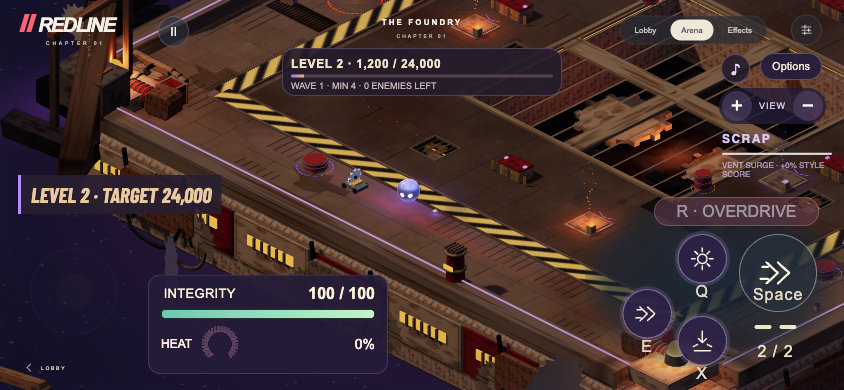 REDLINE
CHAPTER 01
THE FOUNDRY
CHAPTER 01
Lobby
Arena
Effects
LEVEL 2 · 1,200 / 24,000
WAVE 1 · MIN 4 · 0 ENEMIES LEFT
Options
+ VIEW −
SCRAP
VENT SURGE · +0% STYLE
SCORE
LEVEL 2 · TARGET 24,000
R · OVERDRIVE
Q
Space
E
2 / 2
X
INTEGRITY 100 / 100
HEAT 0%
LOBBY